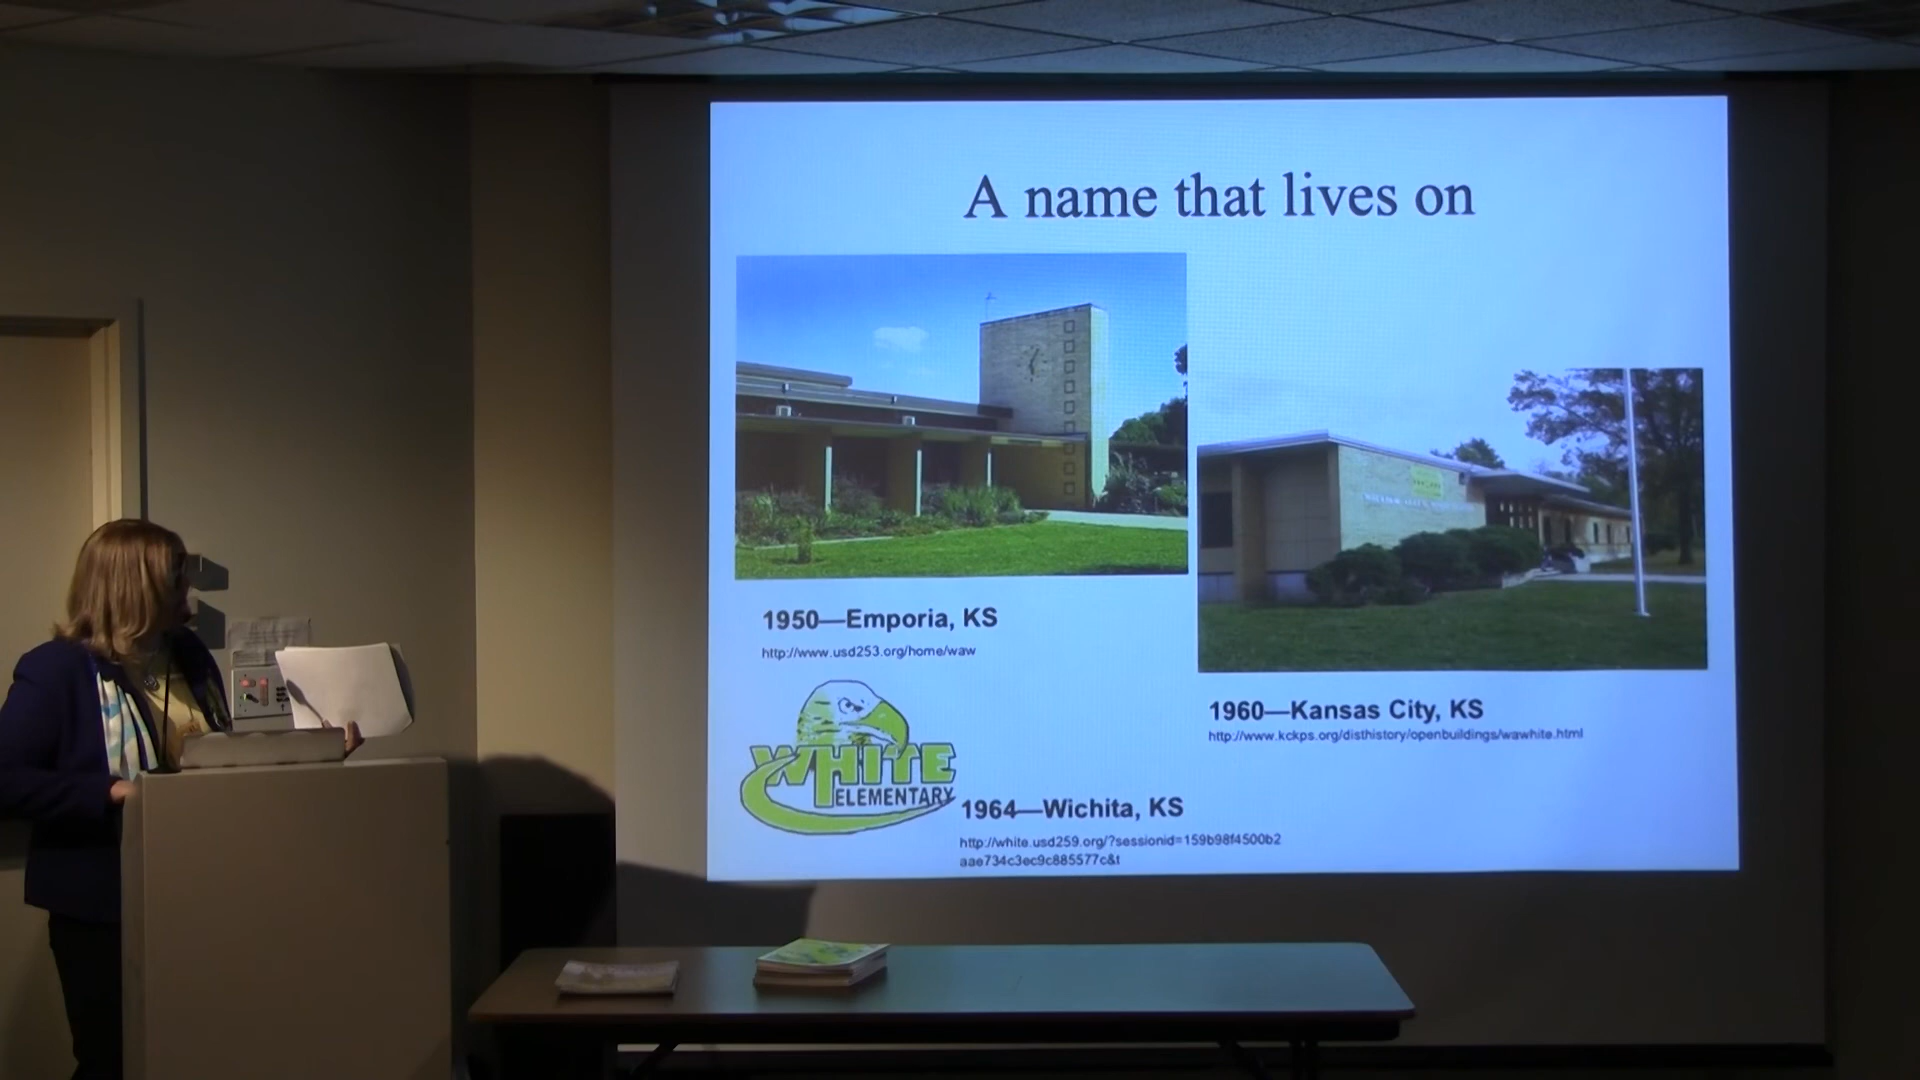 A name that lives on
1950—Emporia, KS
http://www.usd253.org/home/waw
1960—Kansas City, KS
http://www.kckps.org/disthistory/openbuildings/wawhite.html
WHITE
ELEMENTARY
1964—Wichita, KS
http://white.usd259.org/?sessionid=159b98f4500b2
aae734c3ec9c885577c&t